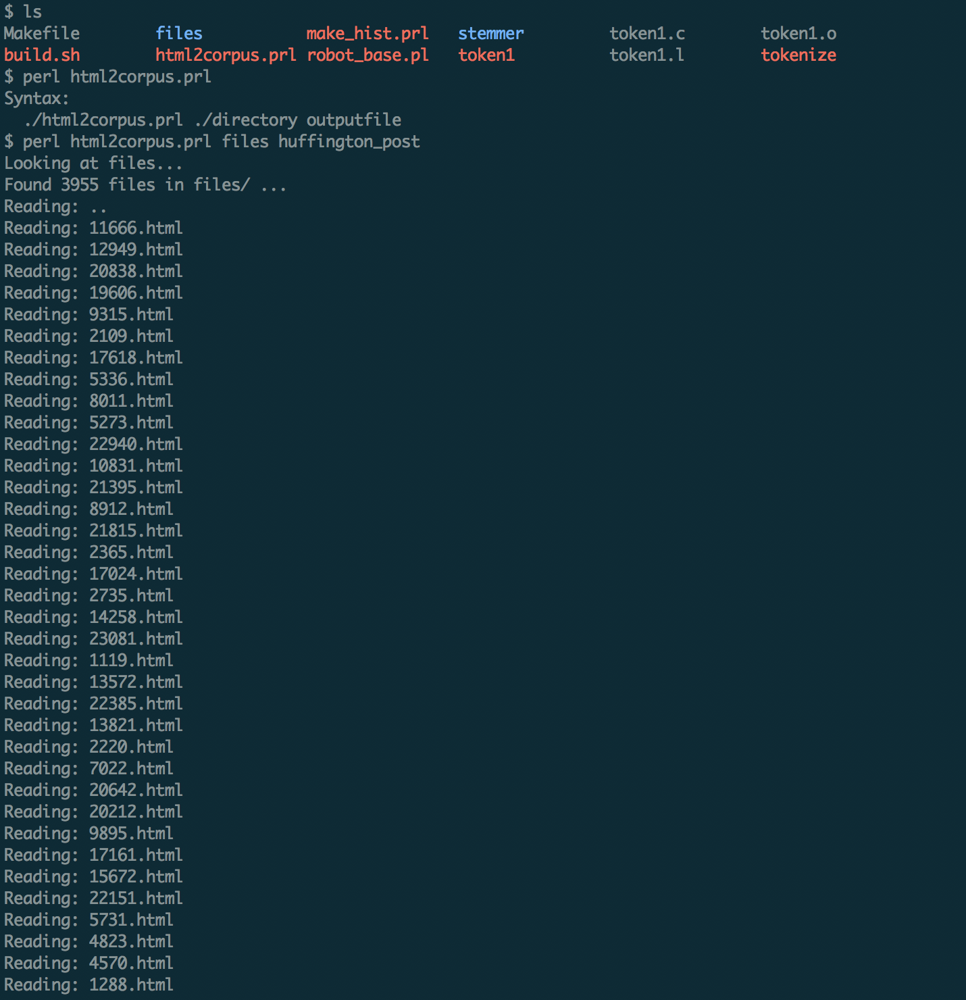 $ ls
Makefile files make_hist.prl stemmer token1.c token1.o
build.sh html2corpus.prl robot_base.pl token1 token1.l tokenize
$ perl html2corpus.prl
Syntax:
  ./html2corpus.prl ./directory outputfile
$ perl html2corpus.prl files huffington_post
Looking at files...
Found 3955 files in files/ ...
Reading: ..
Reading: 11666.html
Reading: 12949.html
Reading: 20838.html
Reading: 19606.html
Reading: 9315.html
Reading: 2109.html
Reading: 17618.html
Reading: 5336.html
Reading: 8011.html
Reading: 5273.html
Reading: 22940.html
Reading: 10831.html
Reading: 21395.html
Reading: 8912.html
Reading: 21815.html
Reading: 2365.html
Reading: 17024.html
Reading: 2735.html
Reading: 14258.html
Reading: 23081.html
Reading: 1119.html
Reading: 13572.html
Reading: 22385.html
Reading: 13821.html
Reading: 2220.html
Reading: 7022.html
Reading: 20642.html
Reading: 20212.html
Reading: 9895.html
Reading: 17161.html
Reading: 15672.html
Reading: 22151.html
Reading: 5731.html
Reading: 4823.html
Reading: 4570.html
Reading: 1288.html